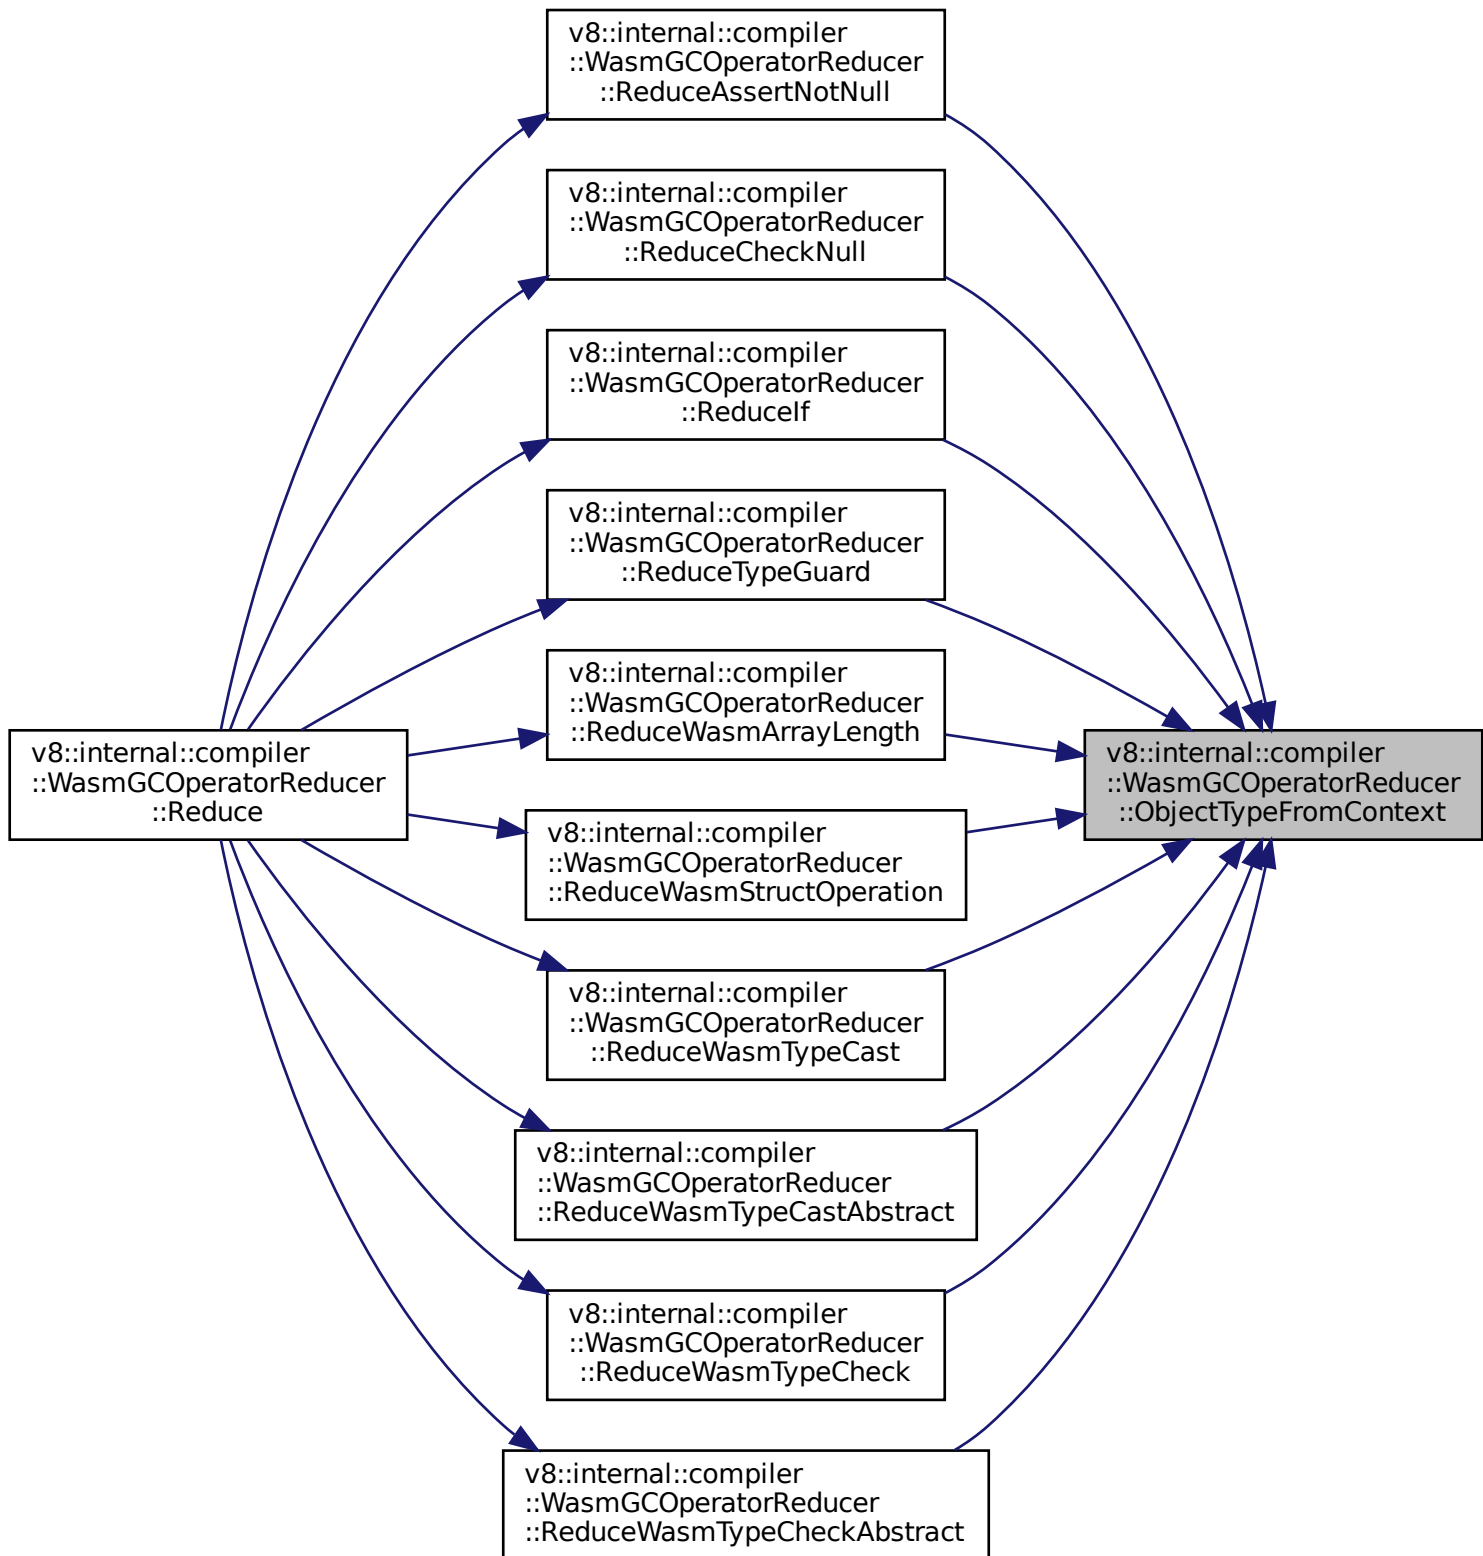 v8::internal::compiler
::WasmGCOperatorReducer
::ReduceAssertNotNull
v8::internal::compiler
::WasmGCOperatorReducer
::ReduceCheckNull
v8::internal::compiler
::WasmGCOperatorReducer
::ReduceIf
v8::internal::compiler
::WasmGCOperatorReducer
::ReduceTypeGuard
v8::internal::compiler
::WasmGCOperatorReducer
::ReduceWasmArrayLength
v8::internal::compiler
::WasmGCOperatorReducer
::Reduce
v8::internal::compiler
::WasmGCOperatorReducer
::ObjectTypeFromContext
v8::internal::compiler
::WasmGCOperatorReducer
::ReduceWasmStructOperation
v8::internal::compiler
::WasmGCOperatorReducer
::ReduceWasmTypeCast
v8::internal::compiler
::WasmGCOperatorReducer
::ReduceWasmTypeCastAbstract
v8::internal::compiler
::WasmGCOperatorReducer
::ReduceWasmTypeCheck
v8::internal::compiler
::WasmGCOperatorReducer
::ReduceWasmTypeCheckAbstract